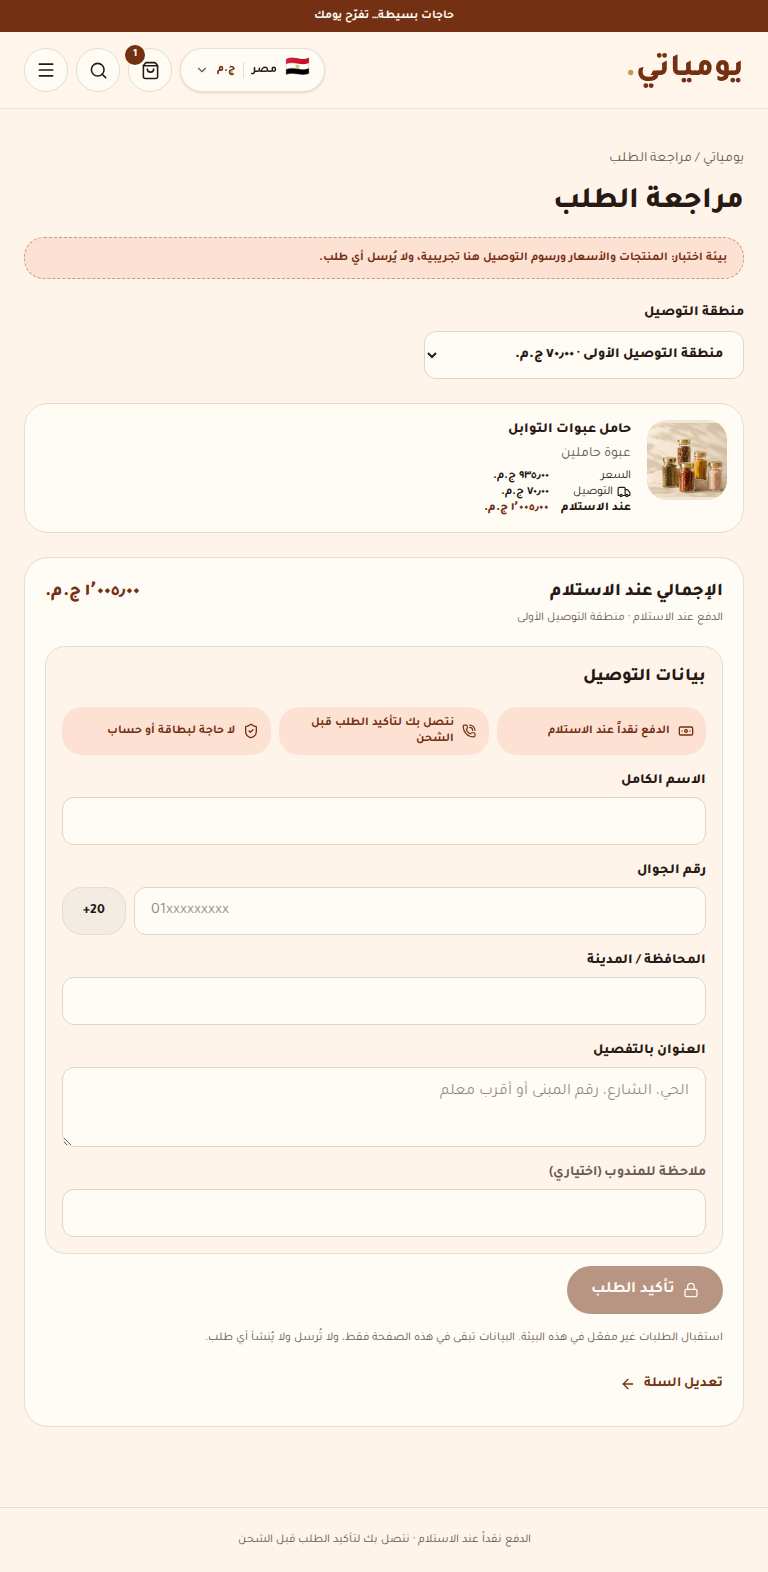 حاجات بسيطة… تفرّح يومك
يومياتي.
مصر
ج.م
1
يومياتي / مراجعة الطلب
مراجعة الطلب
بيئة اختبار: المنتجات والأسعار ورسوم التوصيل هنا تجريبية، ولا يُرسل أي طلب.
منطقة التوصيل
منطقة التوصيل الأولى · ٧٠٫٠٠ ج.م.
حامل عبوات التوابل
عبوة حاملين
السعر ٩٣٥٫٠٠ ج.م.
التوصيل ٧٠٫٠٠ ج.م.
عند الاستلام ١٬٠٠٥٫٠٠ ج.م.
الإجمالي عند الاستلام ١٬٠٠٥٫٠٠ ج.م.
الدفع عند الاستلام · منطقة التوصيل الأولى
بيانات التوصيل
الدفع نقداً عند الاستلام
نتصل بك لتأكيد الطلب قبل
الشحن
لا حاجة لبطاقة أو حساب
الاسم الكامل
رقم الجوال
01xxxxxxxxx
+20
المحافظة / المدينة
العنوان بالتفصيل
الحي، الشارع، رقم المبنى أو أقرب معلم
ملاحظة للمندوب (اختياري)
تأكيد الطلب
استقبال الطلبات غير مفعّل في هذه البيئة. البيانات تبقى في هذه الصفحة فقط، ولا تُرسل ولا يُنشأ أي طلب.
تعديل السلة
الدفع نقداً عند الاستلام · نتصل بك لتأكيد الطلب قبل الشحن